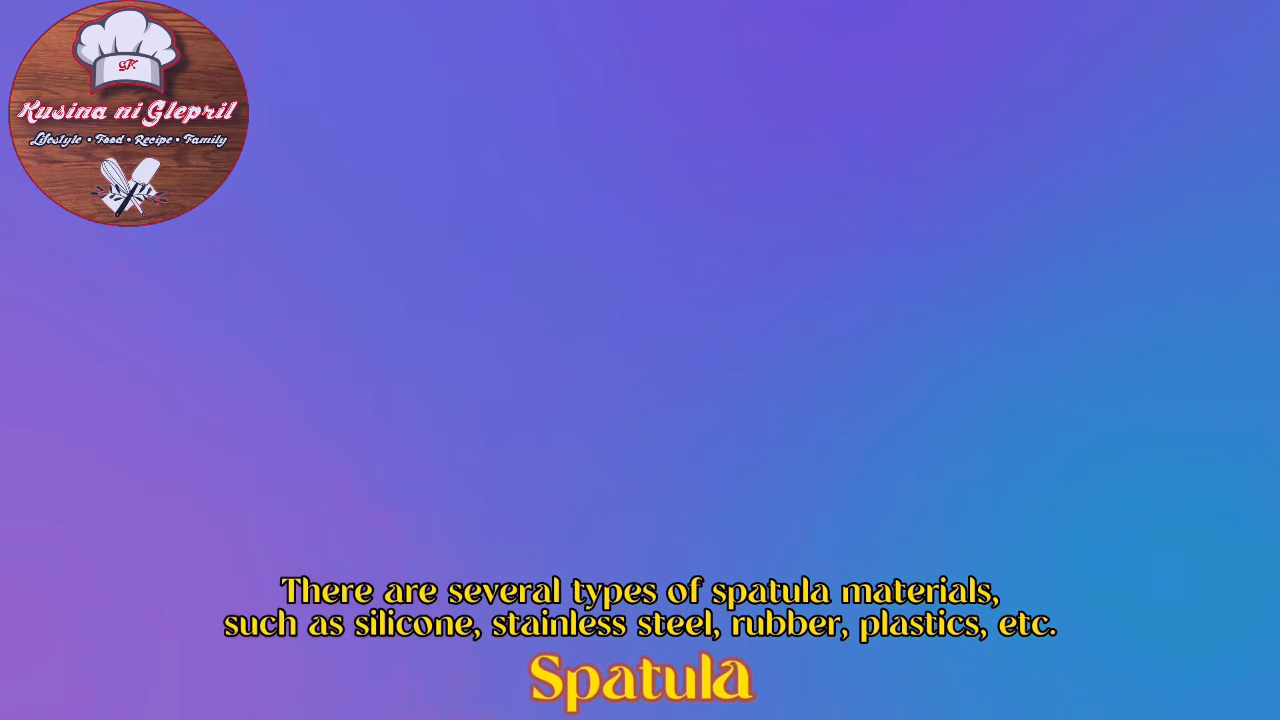 GK
Kusina ni Glepril
Lifestyle • Food • Recipe • Family
There are several types of spatula materials,
such as silicone, stainless steel, rubber, plastics, etc.
Spatula